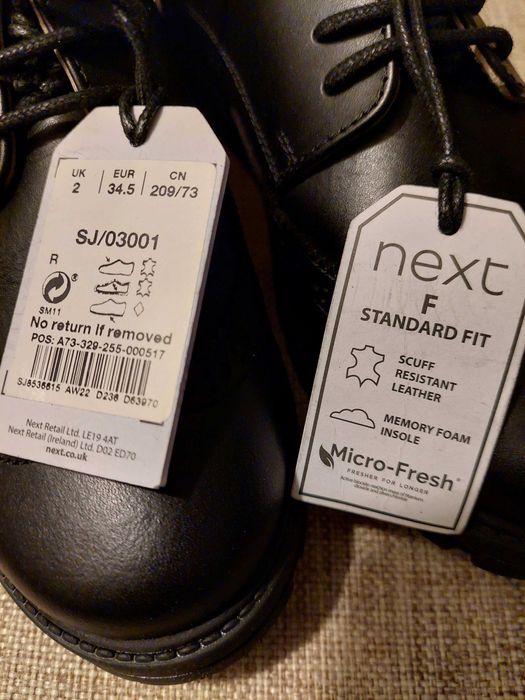 UK EUR CN
2 34.5 209/73
SJ/03001
R
SM11
No return if removed
POS: A73-329-255-000517
SJ8536615 AW22 D236 D63970
Next Retail Ltd. LE19 4AT
Next Retail (Ireland) Ltd. D02 ED70
next.co.uk
next
F
STANDARD FIT
SCUFF
RESISTANT
LEATHER
MEMORY FOAM
INSOLE
Micro-Fresh®
FRESHER FOR LONGER